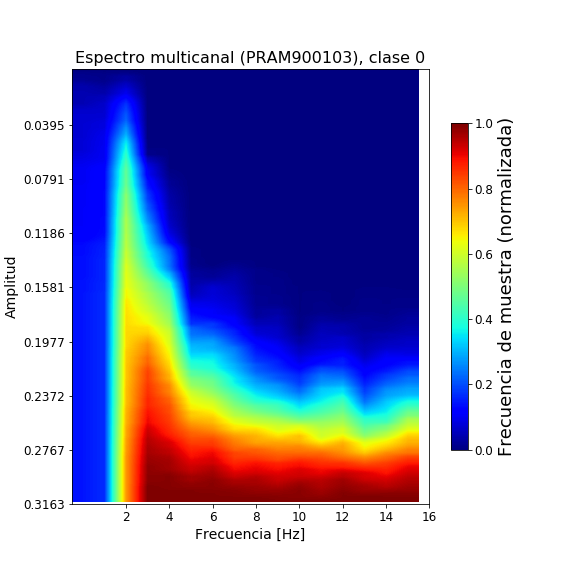 Espectro multicanal (PRAM900103), clase 0
Amplitud
0.0395
0.0791
0.1186
0.1581
0.1977
0.2372
0.2767
0.3163
2 4 6 8 10 12 14 16
Frecuencia [Hz]
1.0
0.8
0.6
0.4
0.2
0.0
Frecuencia de muestra (normalizada)